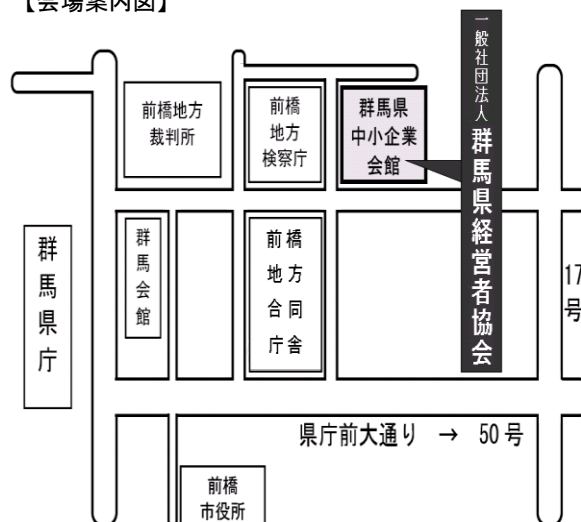 【会場案内図】
前橋地方
裁判所
前橋
地方
検察庁
群馬県
中小企業
会館
一般社団法人 群馬県経営者協会
群馬県庁
群馬会館
前橋
地方
合同
庁舎
17
号
県庁前大通り → 50号
前橋
市役所